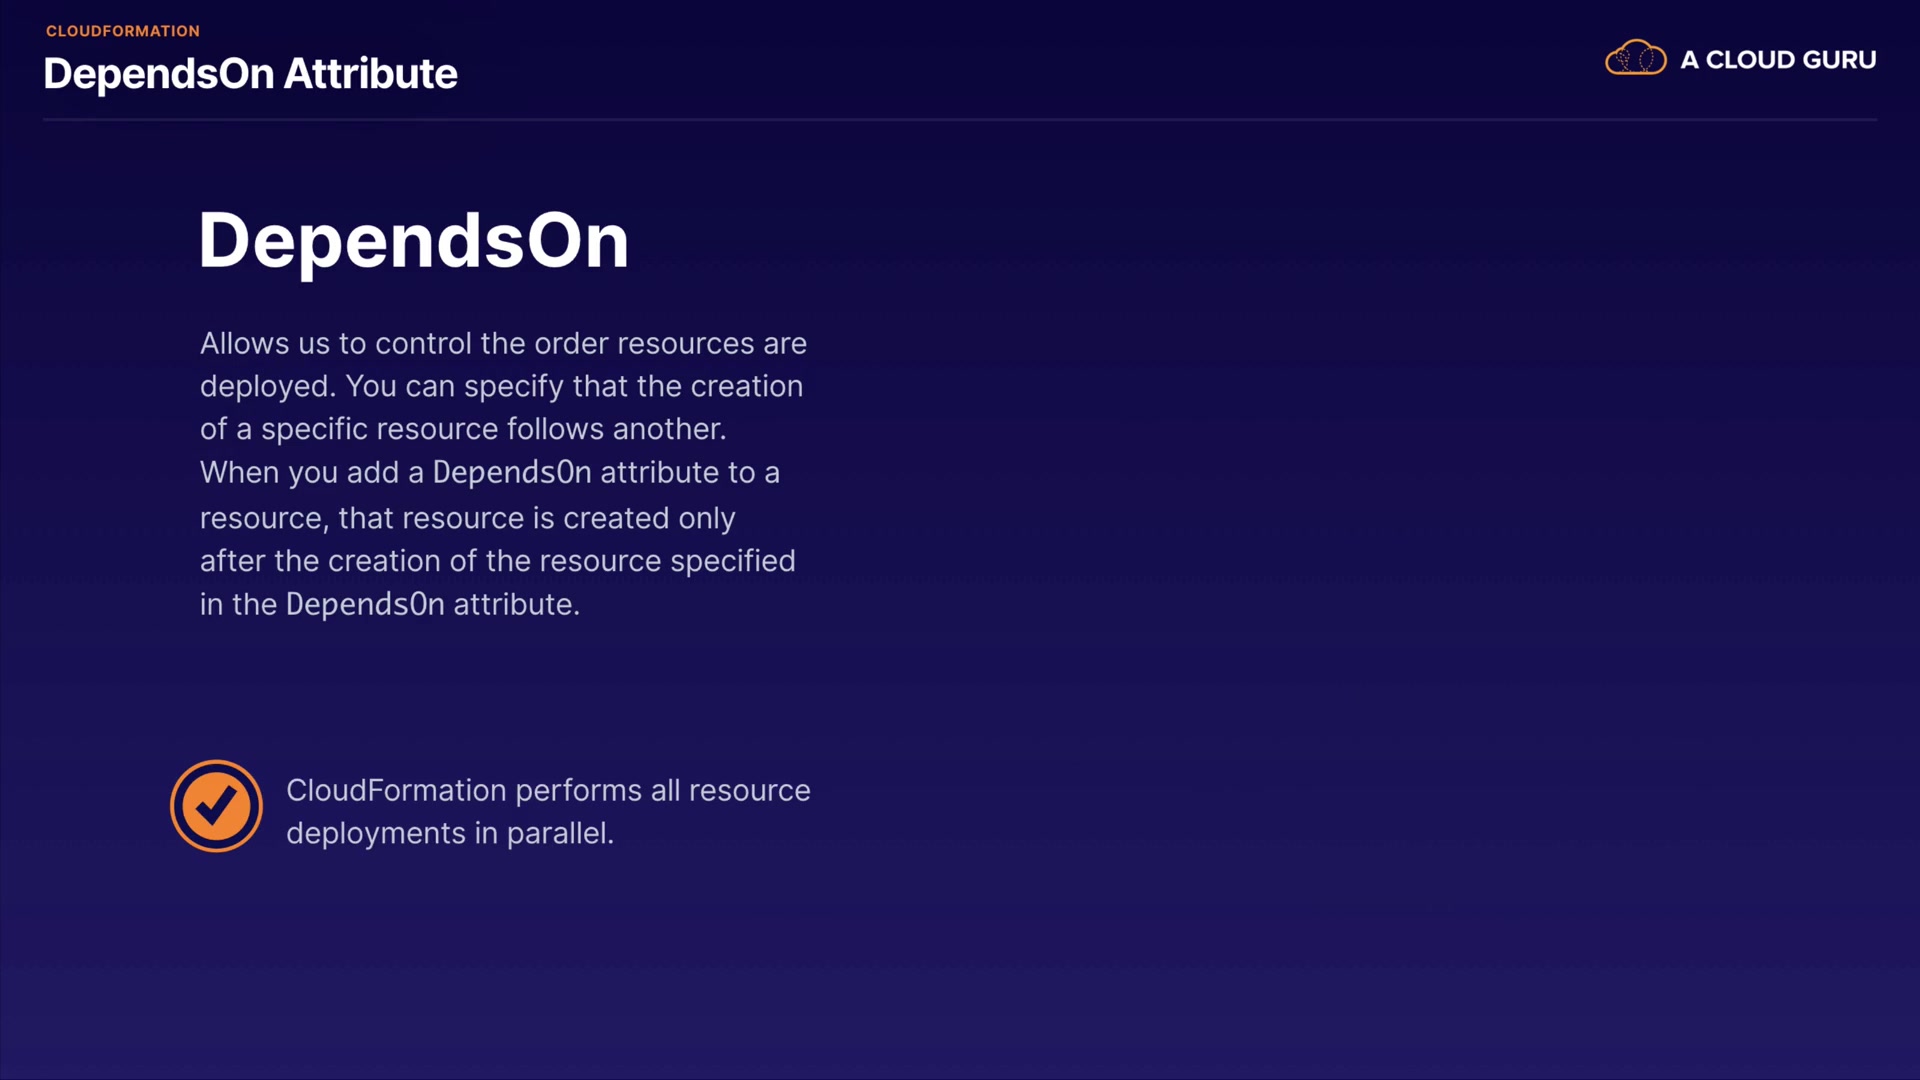 CLOUDFORMATION
DependsOn Attribute
A CLOUD GURU
DependsOn
Allows us to control the order resources are
deployed. You can specify that the creation
of a specific resource follows another.
When you add a DependsOn attribute to a
resource, that resource is created only
after the creation of the resource specified
in the DependsOn attribute.
CloudFormation performs all resource
deployments in parallel.